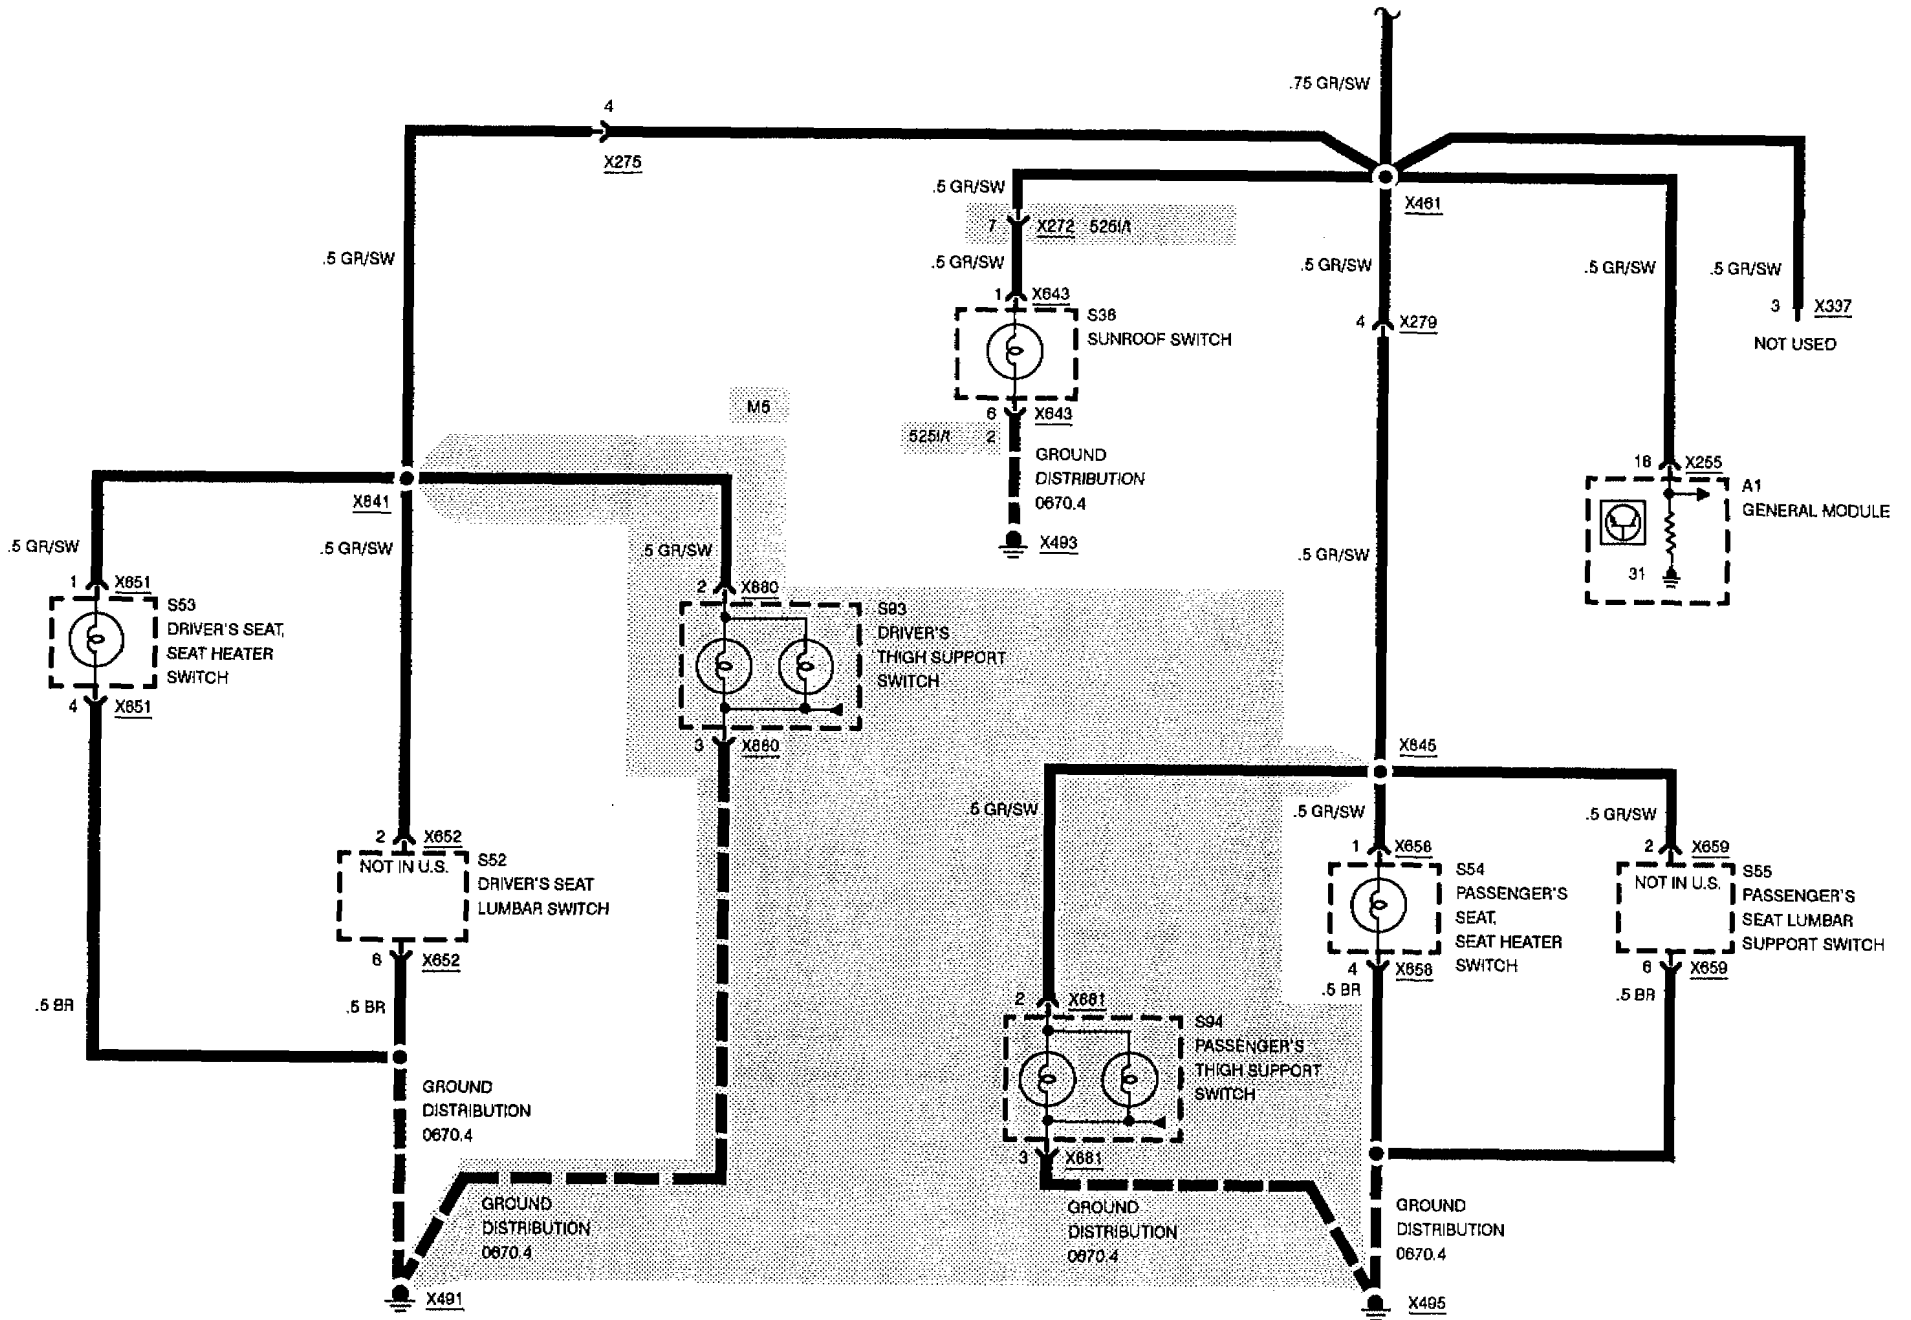 .75 GR/SW
4
X275
.5 GR/SW
X461
7 X272 525i/t
.5 GR/SW
.5 GR/SW
.5 GR/SW
.5 GR/SW
.5 GR/SW
1 X643
S36
SUNROOF SWITCH
4 X279
3 X337
NOT USED
M5
6 X643
525i/t 2
GROUND
DISTRIBUTION
0670.4
X493
18 X255
A1
GENERAL MODULE
31
X641
.5 GR/SW
.5 GR/SW
.5 GR/SW
.5 GR/SW
1 X651
S53
DRIVER'S SEAT,
SEAT HEATER
SWITCH
4 X651
2 X680
S93
DRIVER'S
THIGH SUPPORT
SWITCH
3 X680
X645
.5 GR/SW
.5 GR/SW
.5 GR/SW
2 X652
NOT IN U.S.
S52
DRIVER'S SEAT
LUMBAR SWITCH
6 X652
1 X658
S54
PASSENGER'S
SEAT,
SEAT HEATER
SWITCH
4 X658
.5 BR
2 X659
NOT IN U.S.
S55
PASSENGER'S
SEAT LUMBAR
SUPPORT SWITCH
6 X659
.5 BR
.5 BR
.5 BR
2 X681
S94
PASSENGER'S
THIGH SUPPORT
SWITCH
3 X681
GROUND
DISTRIBUTION
0670.4
GROUND
DISTRIBUTION
0670.4
GROUND
DISTRIBUTION
0670.4
GROUND
DISTRIBUTION
0670.4
X491
X495